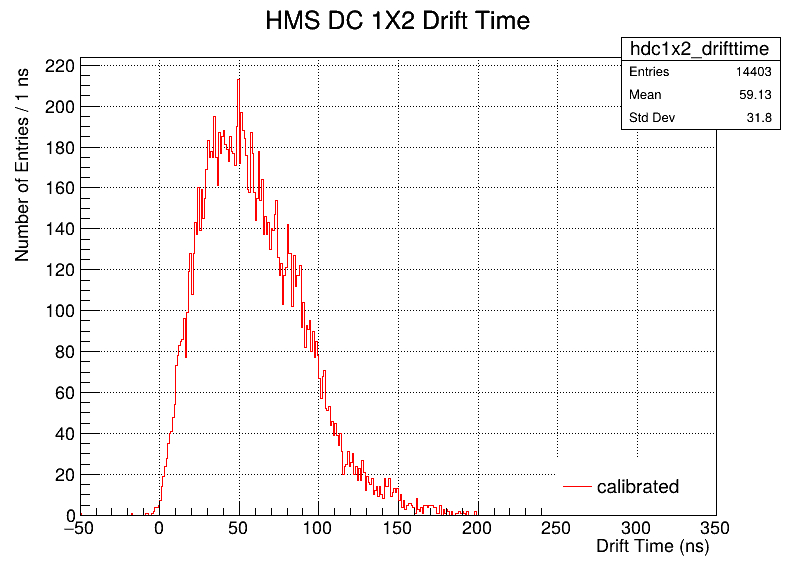 HMS DC 1X2 Drift Time
hdc1x2_drifttime
Entries 14403
Mean 59.13
Std Dev 31.8
Number of Entries / 1 ns
220
200
180
160
140
120
100
80
60
40
20
0
−50 0 50 100 150 200 250 300 350
Drift Time (ns)
calibrated